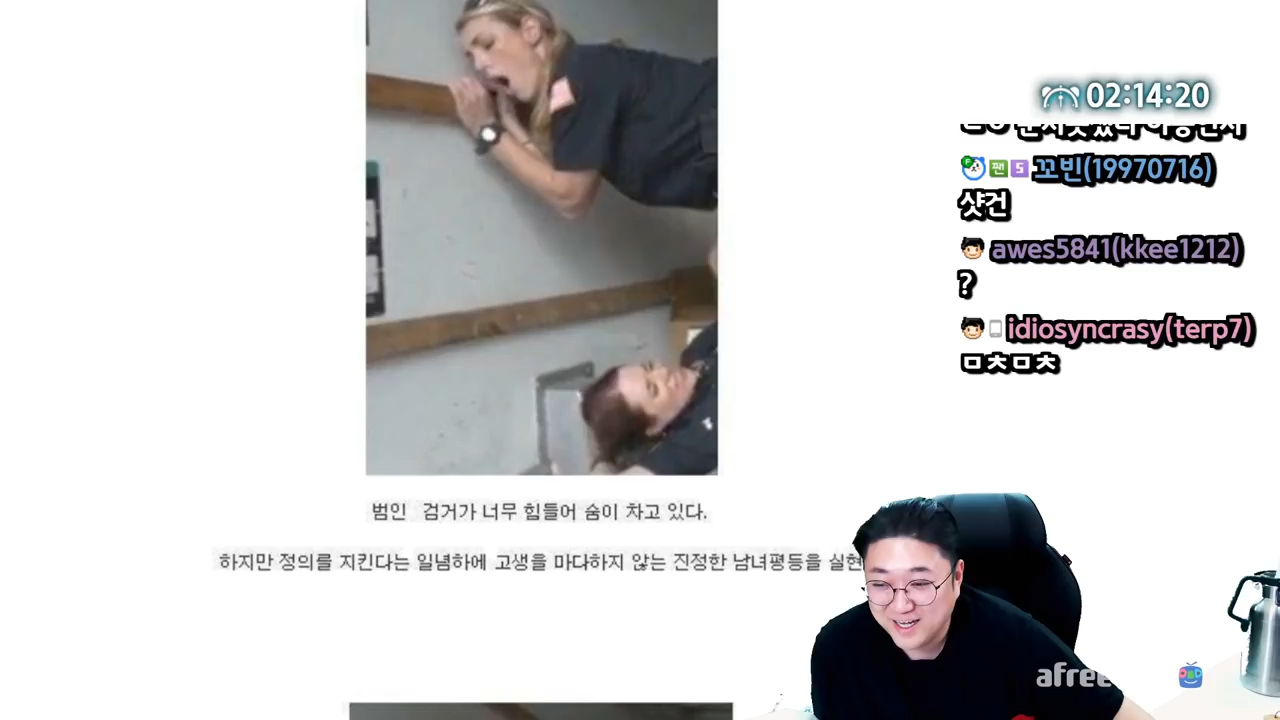 02:14:20
꼬빈(19970716)
샷건
awes5841(kkee1212)
?
idiosyncrasy(terp7)
ㅁㅊㅁㅊ
범인 검거가 너무 힘들어 숨이 차고 있다.
하지만 정의를 지킨다는 일념하에 고생을 마다하지 않는 진정한 남녀평등을 실현
afree